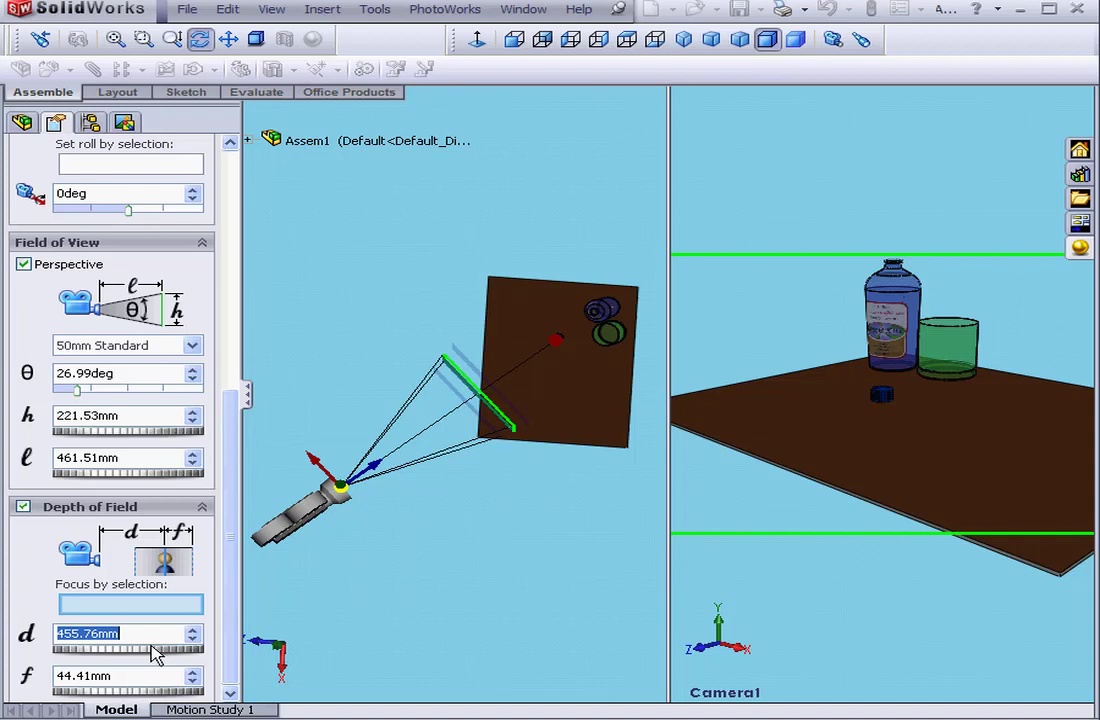 SW SolidWorks
File Edit View Insert Tools PhotoWorks Window Help
A... ?
Assemble Layout Sketch Evaluate Office Products
Set roll by selection:
0deg
Field of View
Perspective
ℓ
θ h
50mm Standard
θ 26.99deg
h 221.53mm
ℓ 461.51mm
Depth of Field
d f
Focus by selection:
d 455.76mm
f 44.41mm
Model Motion Study 1
Assem1 (Default<Default_Di...
X
Y
Z X
Camera1